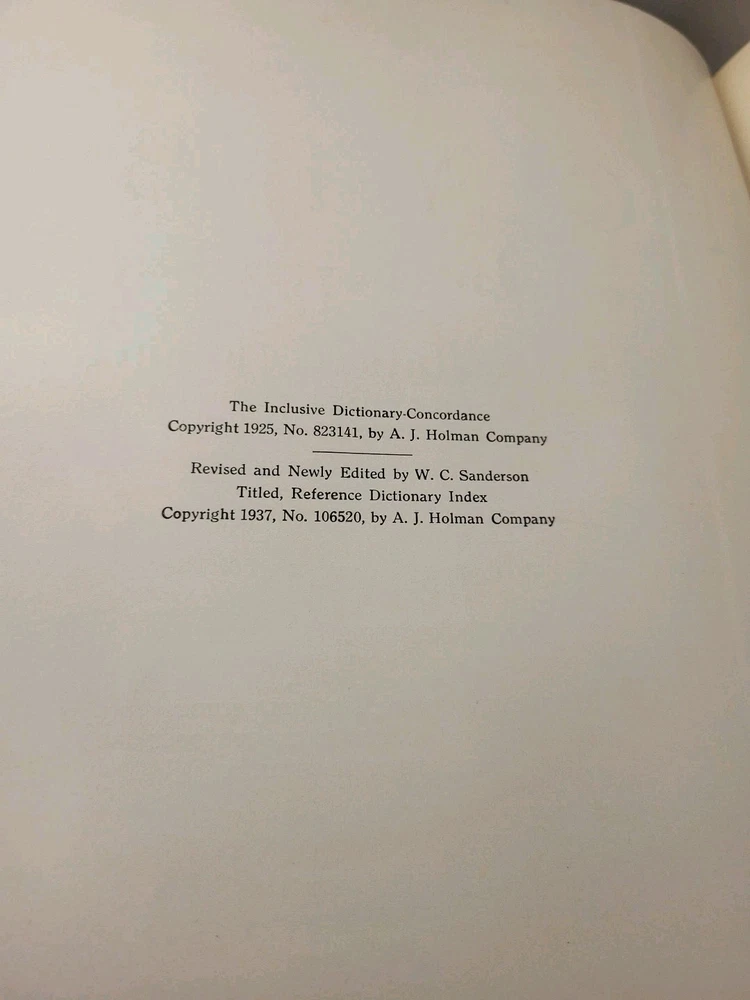 The Inclusive Dictionary-Concordance
Copyright 1925, No. 823141, by A. J. Holman Company
Revised and Newly Edited by W. C. Sanderson
Titled, Reference Dictionary Index
Copyright 1937, No. 106520, by A. J. Holman Company